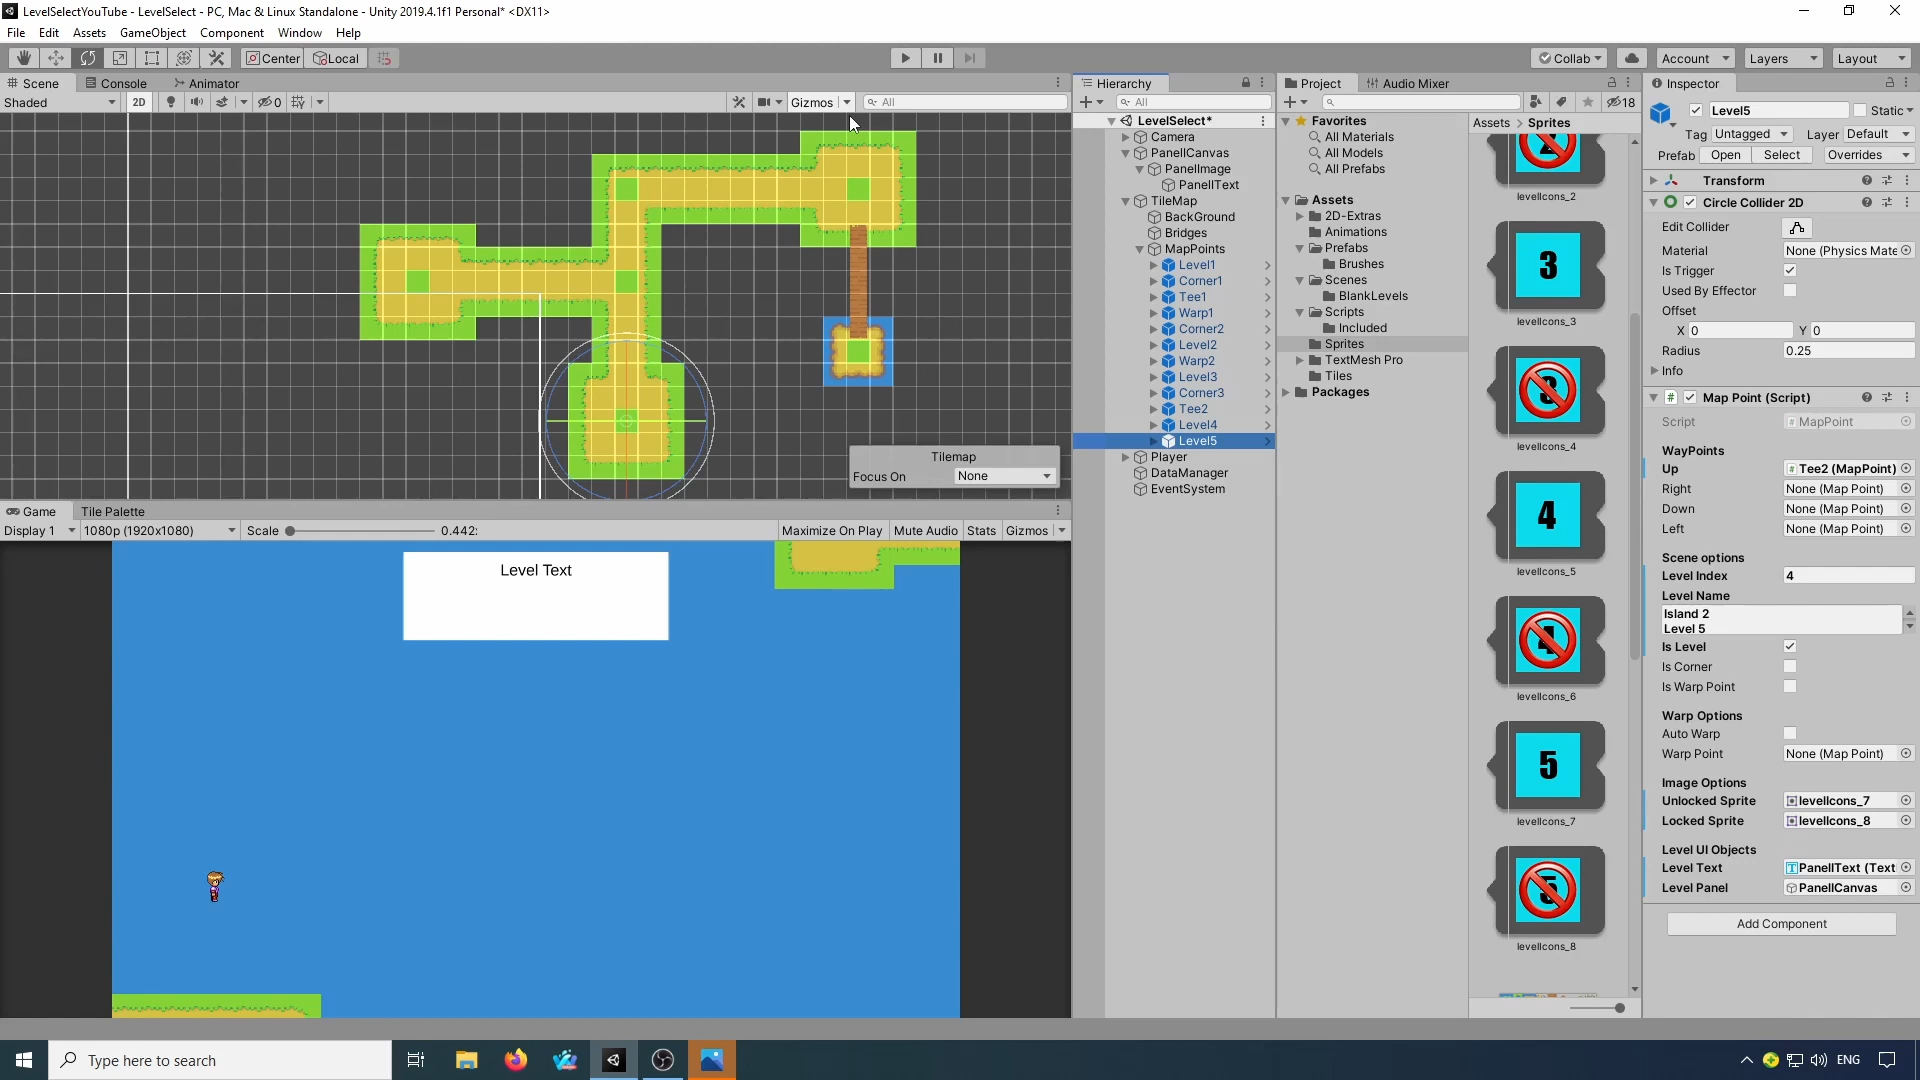 LevelSelectYouTube - LevelSelect - PC, Mac & Linux Standalone - Unity 2019.4.1f1 Personal* <DX11>
File Edit Assets GameObject Component Window Help
Center Local
Collab Account Layers Layout
Scene Console Animator
Shaded 2D 0 Gizmos All
Tilemap
Focus On None
Game Tile Palette
Display 1 1080p (1920x1080) Scale 0.442: Maximize On Play Mute Audio Stats Gizmos
Level Text
Hierarchy
All
LevelSelect*
Camera
PanelICanvas
PanelImage
PanelIText
TileMap
BackGround
Bridges
MapPoints
Level1
Corner1
Tee1
Warp1
Corner2
Level2
Warp2
Level3
Corner3
Tee2
Level4
Level5
Player
DataManager
EventSystem
Project Audio Mixer
18
Favorites
All Materials
All Models
All Prefabs
Assets
2D-Extras
Animations
Prefabs
Brushes
Scenes
BlankLevels
Scripts
Included
Sprites
TextMesh Pro
Tiles
Packages
Assets > Sprites
levelIcons_2
3
levelIcons_3
3
levelIcons_4
4
levelIcons_5
4
levelIcons_6
5
levelIcons_7
5
levelIcons_8
Inspector
Level5 Static
Tag Untagged Layer Default
Prefab Open Select Overrides
Transform
Circle Collider 2D
Edit Collider
Material None (Physics Mate
Is Trigger
Used By Effector
Offset
X 0 Y 0
Radius 0.25
Info
Map Point (Script)
Script MapPoint
WayPoints
Up Tee2 (MapPoint)
Right None (Map Point)
Down None (Map Point)
Left None (Map Point)
Scene options
Level Index 4
Level Name
Island 2
Level 5
Is Level
Is Corner
Is Warp Point
Warp Options
Auto Warp
Warp Point None (Map Point)
Image Options
Unlocked Sprite levelIcons_7
Locked Sprite levelIcons_8
Level UI Objects
Level Text PanelIText (Text
Level Panel PanelICanvas
Add Component
Type here to search
ENG